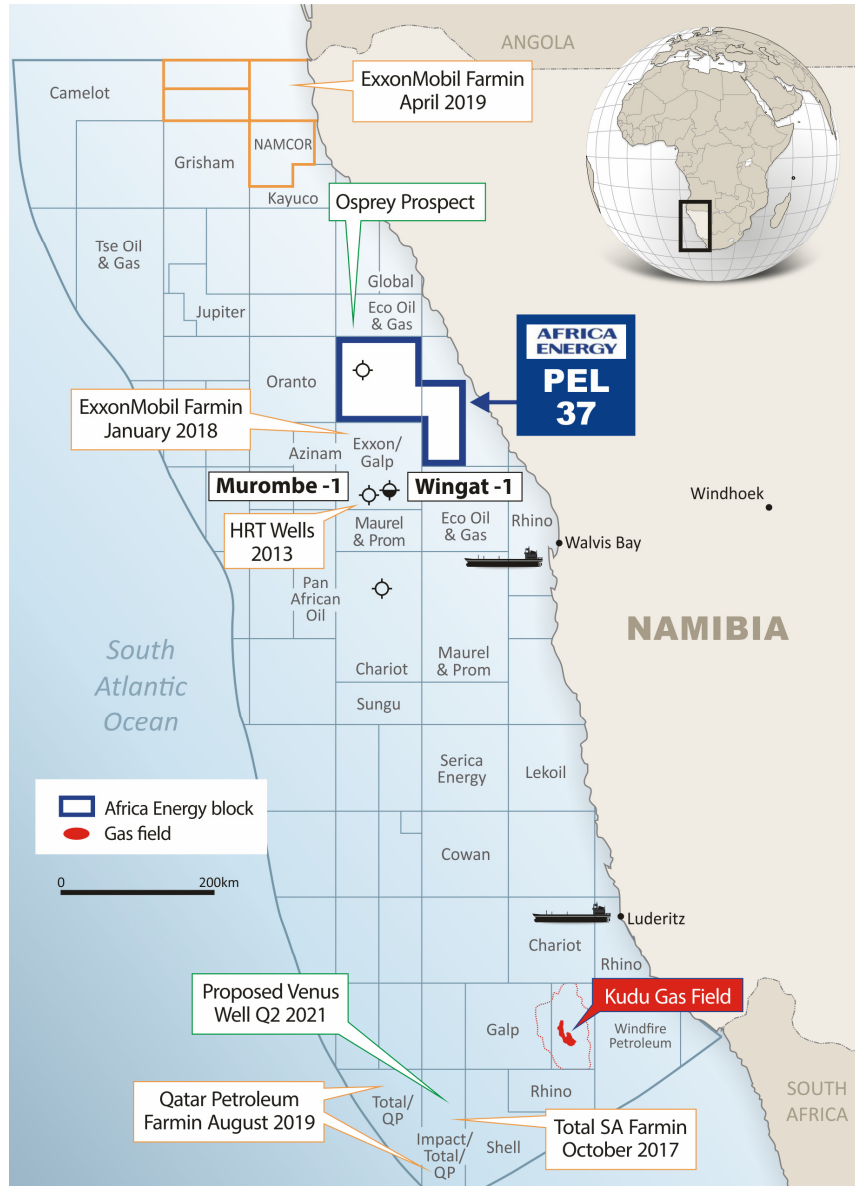 ANGOLA
ExxonMobil Farmin
April 2019
Camelot
NAMCOR
Grisham
Kayuco
Osprey Prospect
Tse Oil
& Gas
Global
Jupiter
Eco Oil
& Gas
AFRICA
ENERGY
PEL
37
Oranto
ExxonMobil Farmin
January 2018
Exxon/
Galp
Azinam
Murombe -1
Wingat -1
Windhoek
HRT Wells
2013
Maurel
& Prom
Eco Oil
& Gas
Rhino
Walvis Bay
Pan
African
Oil
NAMIBIA
South
Atlantic
Ocean
Chariot
Maurel
& Prom
Sungu
Serica
Energy
Lekoil
Africa Energy block
Gas field
Cowan
0
200km
Luderitz
Chariot
Rhino
Proposed Venus
Well Q2 2021
Kudu Gas Field
Galp
Windfire
Petroleum
Qatar Petroleum
Farmin August 2019
Total/
QP
Rhino
SOUTH
AFRICA
Impact/
Total/
QP
Shell
Total SA Farmin
October 2017